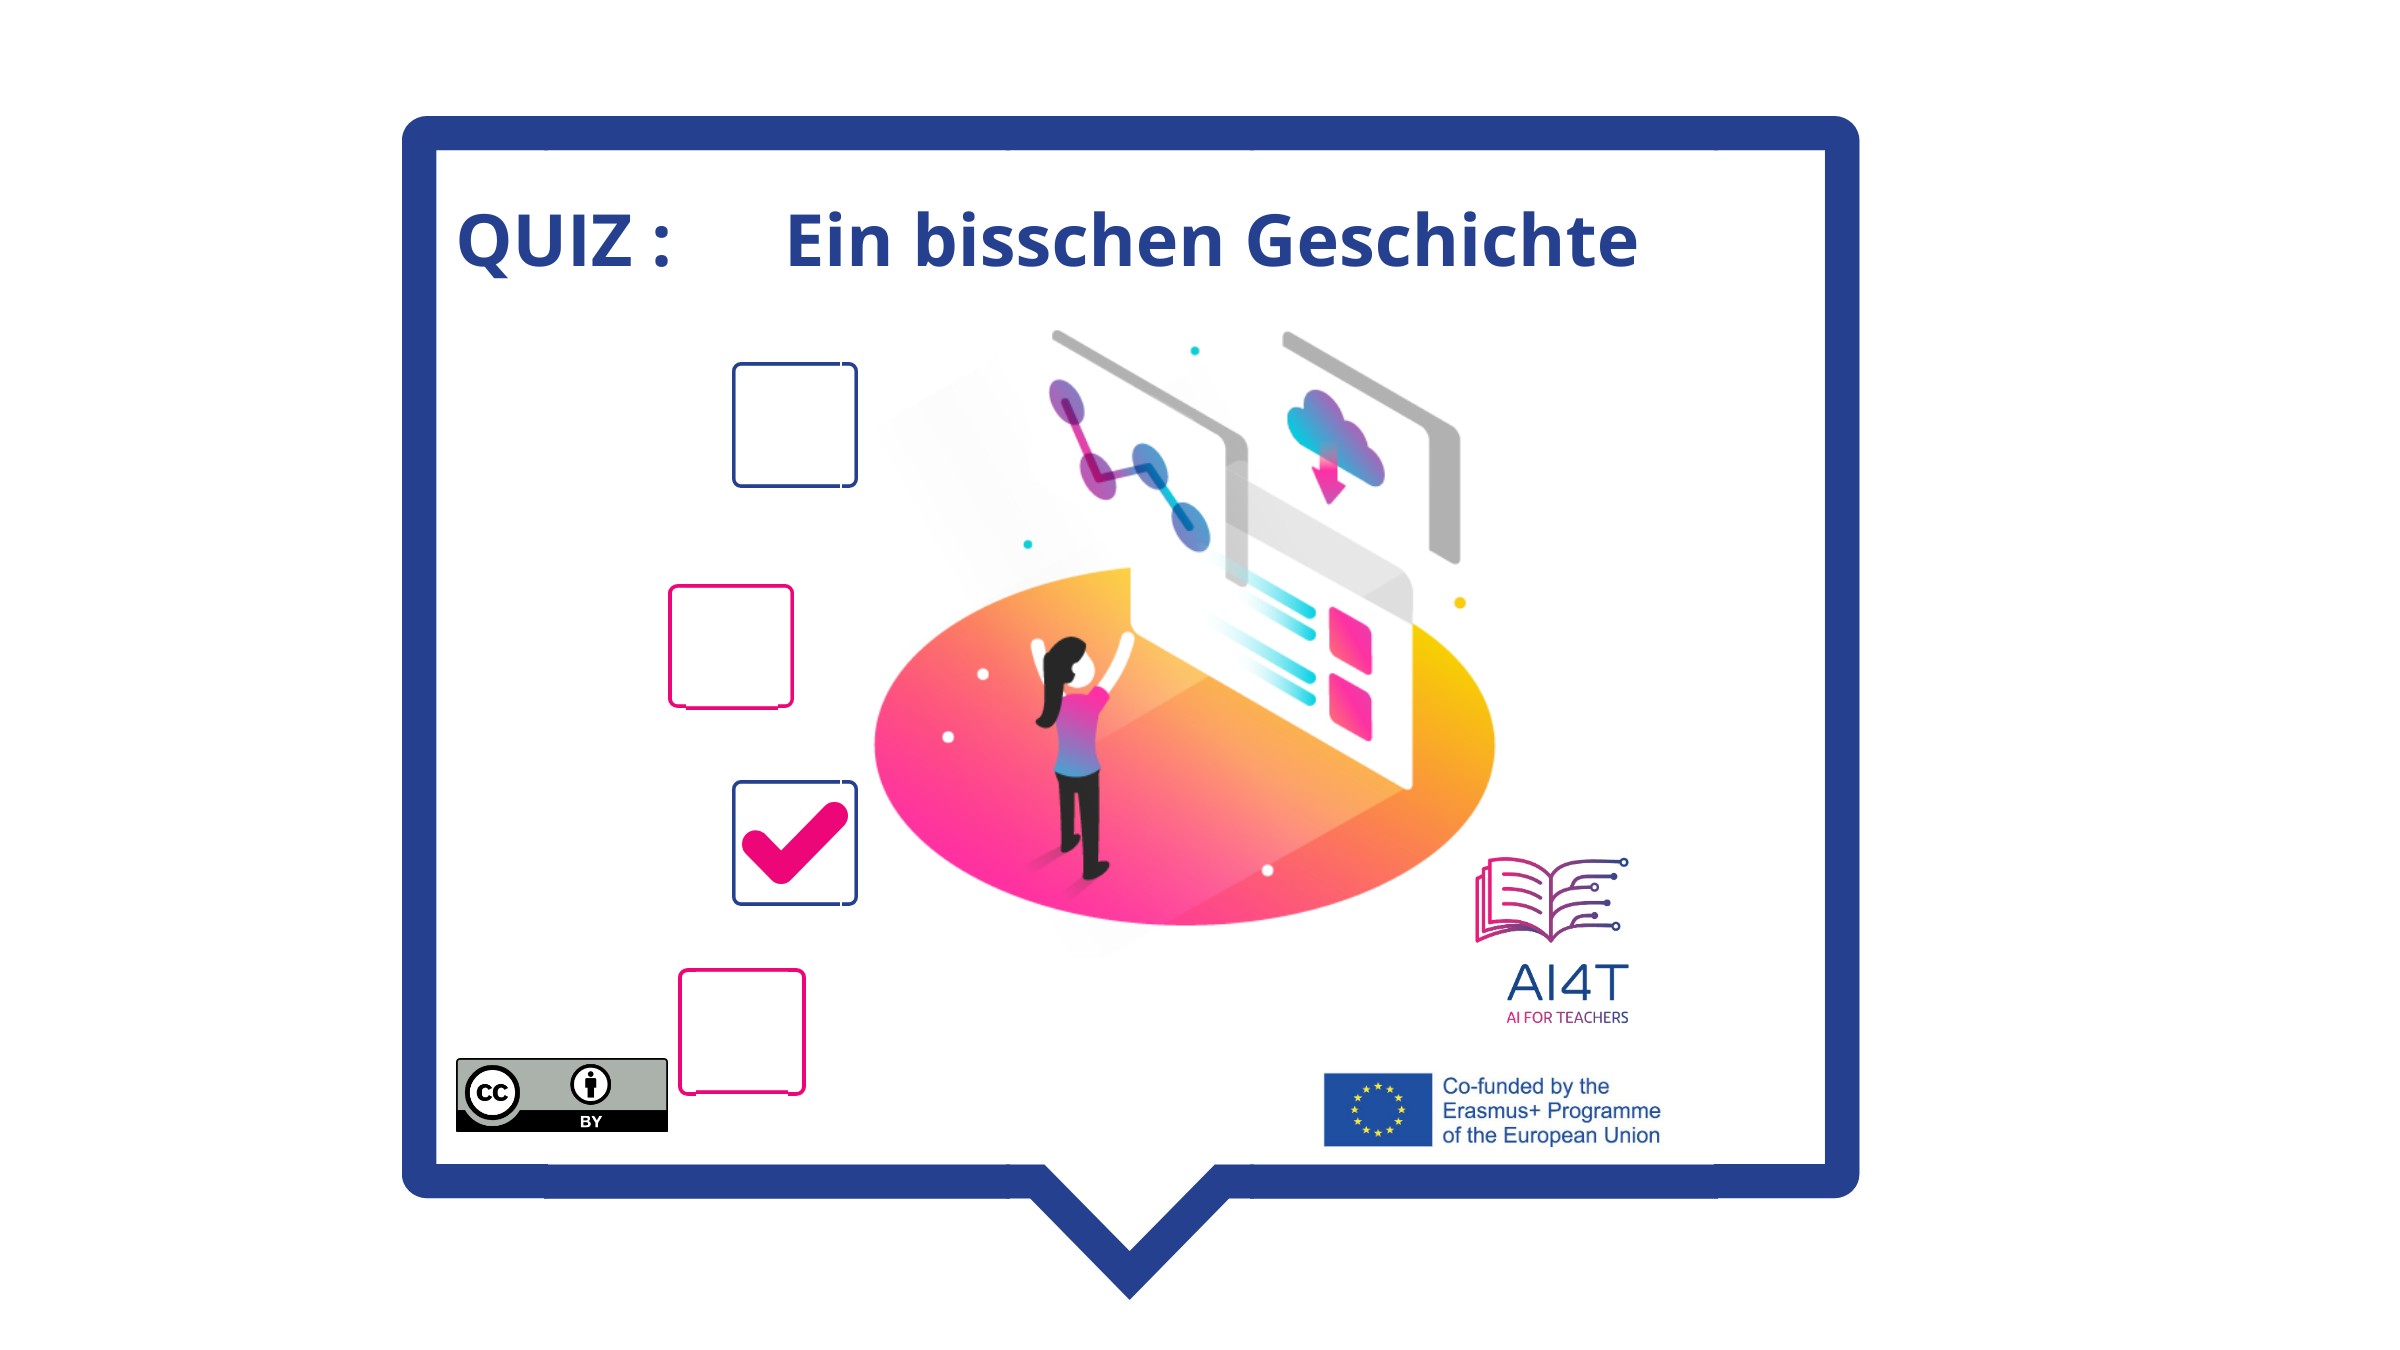 QUIZ : Ein bisschen Geschichte
AI4T
AI FOR TEACHERS
CC
BY
Co-funded by the
Erasmus+ Programme
of the European Union